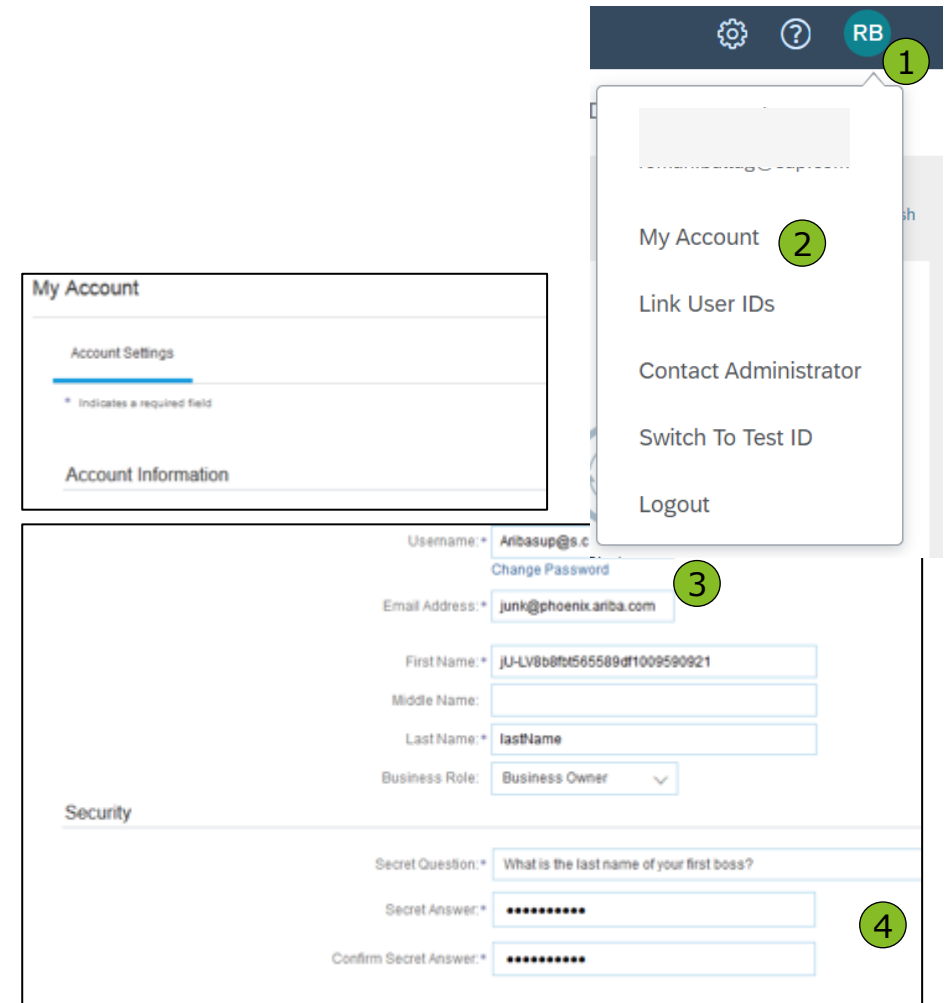 RB
1
My Account
2
Link User IDs
Contact Administrator
Switch To Test ID
Logout
My Account
Account Settings
* Indicates a required field
Account Information
Username:* Aribasup@s.c
Change Password
3
Email Address:* junk@phoenix.ariba.com
First Name:* jU-LV8b8fbt565589df1009590921
Middle Name:
Last Name:* lastName
Business Role: Business Owner
Security
Secret Question:* What is the last name of your first boss?
Secret Answer:* ••••••••••
4
Confirm Secret Answer:* ••••••••••